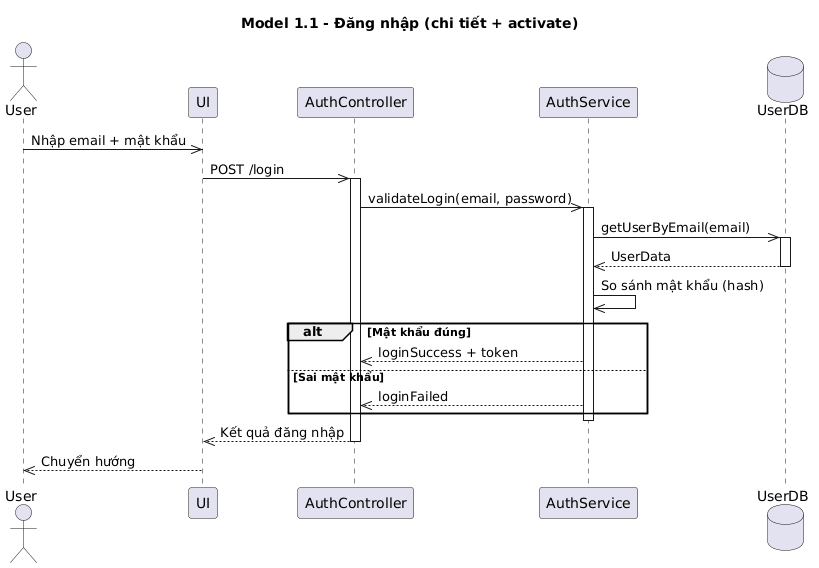 Model 1.1 - Đăng nhập (chi tiết + activate)
User
UI
AuthController
AuthService
UserDB
Nhập email + mật khẩu
POST /login
validateLogin(email, password)
getUserByEmail(email)
UserData
So sánh mật khẩu (hash)
alt
[Mật khẩu đúng]
loginSuccess + token
[Sai mật khẩu]
loginFailed
Kết quả đăng nhập
Chuyển hướng
User
UI
AuthController
AuthService
UserDB